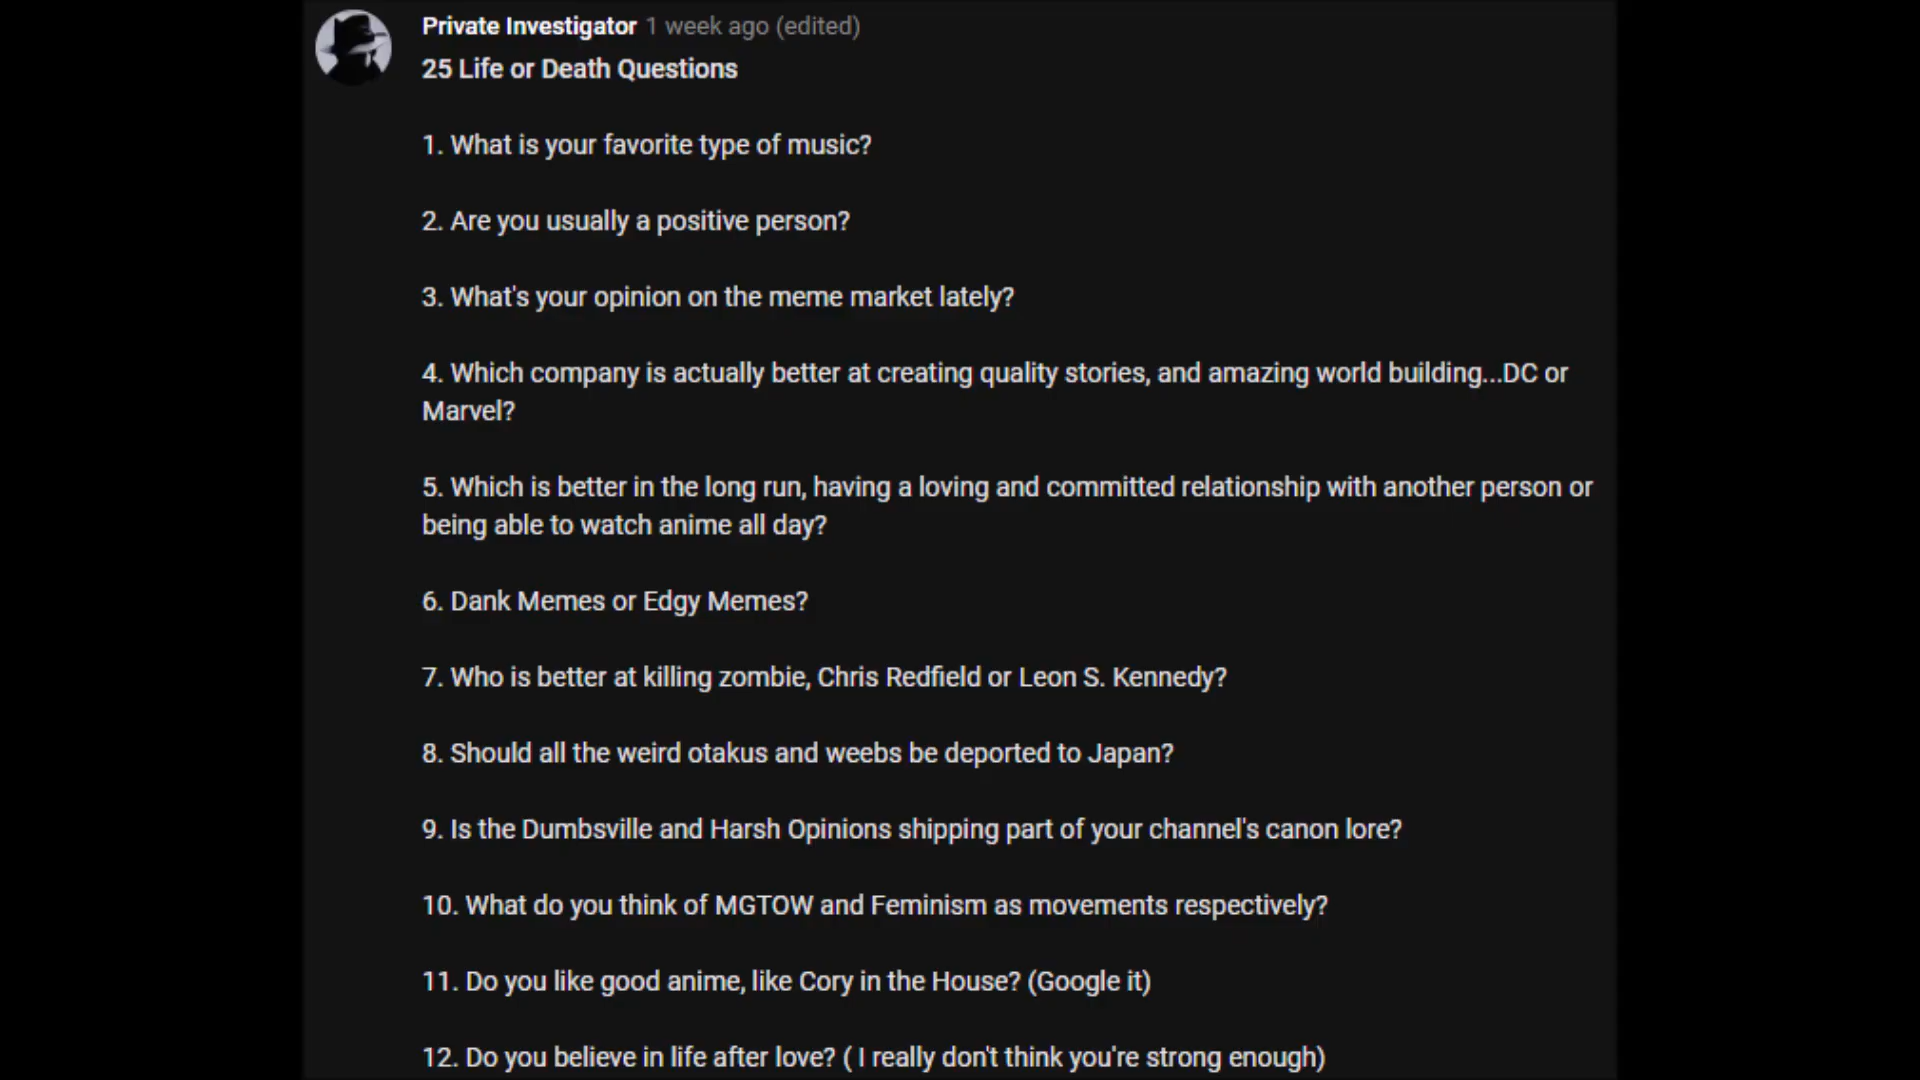 Private Investigator 1 week ago (edited)
25 Life or Death Questions
1. What is your favorite type of music?
2. Are you usually a positive person?
3. What's your opinion on the meme market lately?
4. Which company is actually better at creating quality stories, and amazing world building...DC or
Marvel?
5. Which is better in the long run, having a loving and committed relationship with another person or
being able to watch anime all day?
6. Dank Memes or Edgy Memes?
7. Who is better at killing zombie, Chris Redfield or Leon S. Kennedy?
8. Should all the weird otakus and weebs be deported to Japan?
9. Is the Dumbsville and Harsh Opinions shipping part of your channel's canon lore?
10. What do you think of MGTOW and Feminism as movements respectively?
11. Do you like good anime, like Cory in the House? (Google it)
12. Do you believe in life after love? ( I really don't think you're strong enough)